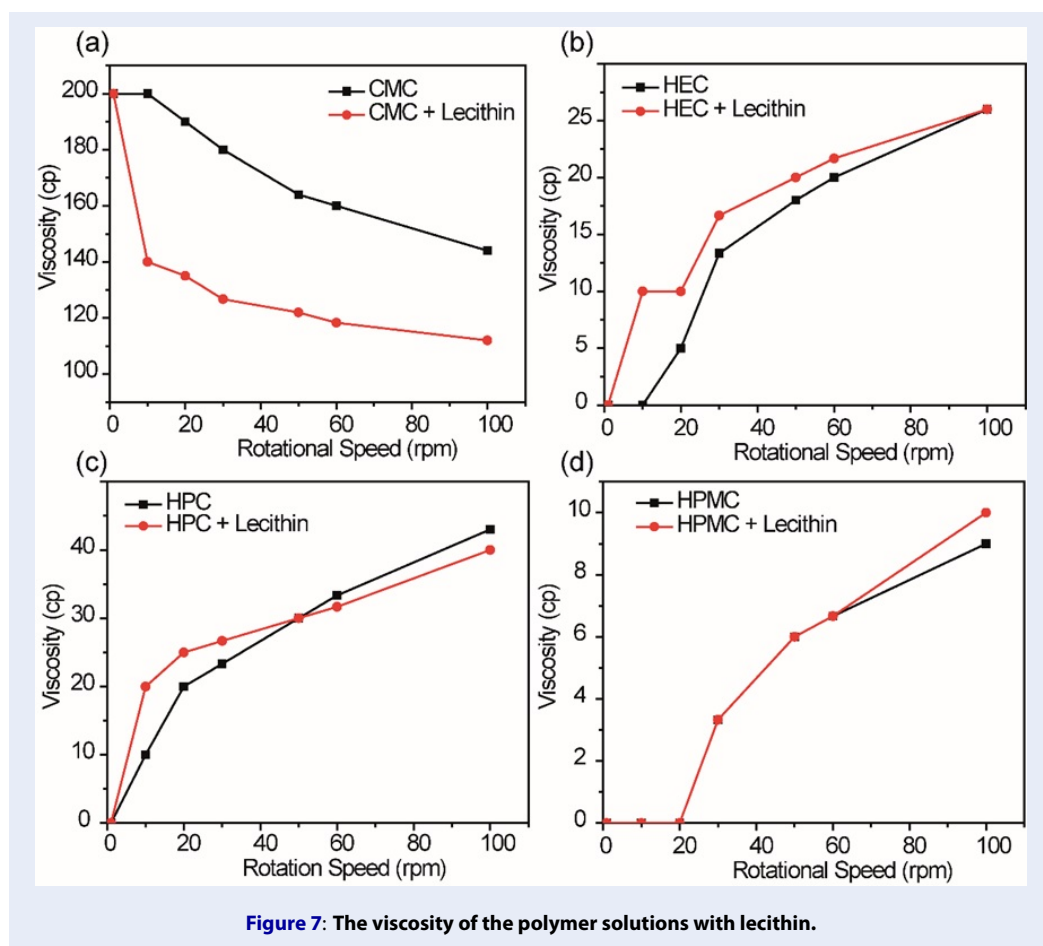 (a)
CMC
CMC + Lecithin
200
180
160
140
120
100
Viscosity (cp)
0 20 40 60 80 100
Rotational Speed (rpm)
(b)
HEC
HEC + Lecithin
25
20
15
10
5
0
Viscosity (cp)
0 20 40 60 80 100
Rotational Speed (rpm)
(c)
HPC
HPC + Lecithin
40
30
20
10
0
Viscosity (cp)
0 20 40 60 80 100
Rotation Speed (rpm)
(d)
HPMC
HPMC + Lecithin
10
8
6
4
2
0
Viscosity (cp)
0 20 40 60 80 100
Rotational Speed (rpm)
Figure 7: The viscosity of the polymer solutions with lecithin.